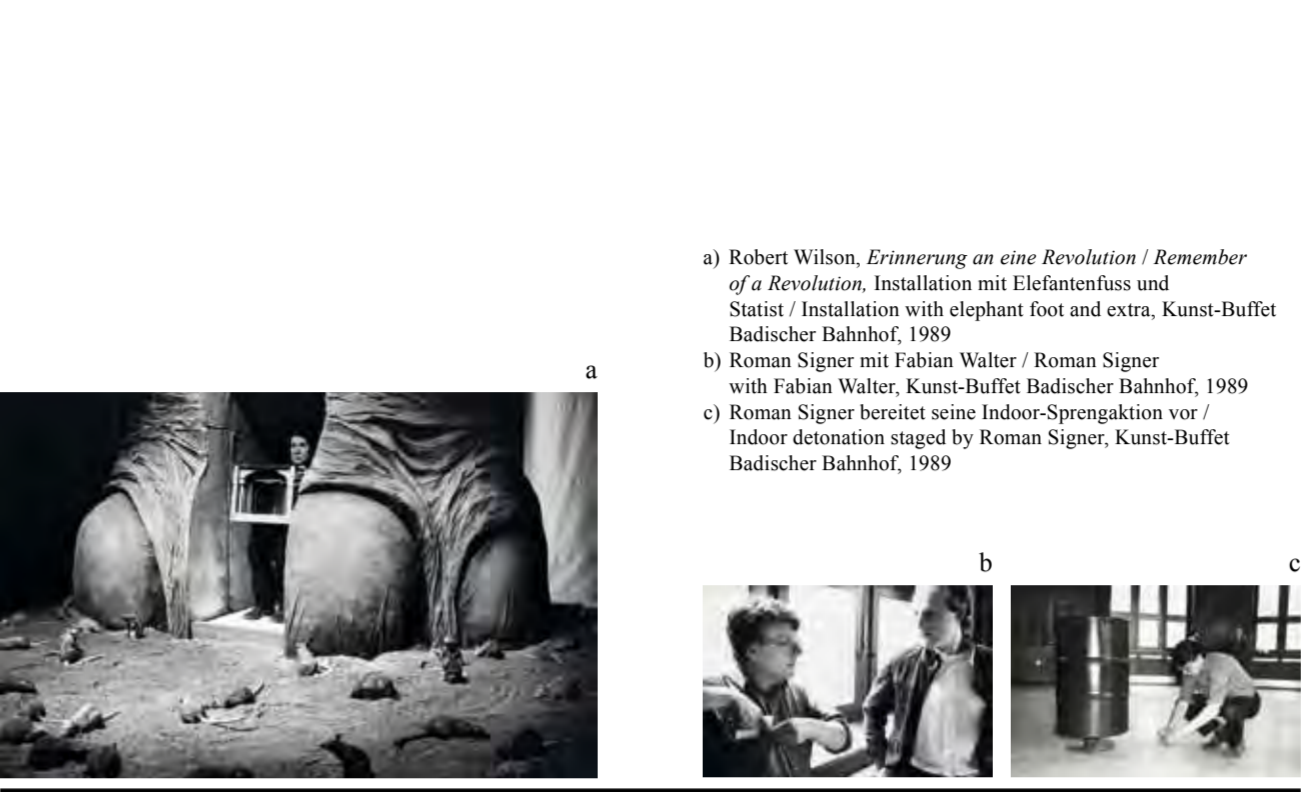 a) Robert Wilson, Erinnerung an eine Revolution / Remember
of a Revolution, Installation mit Elefantenfuss und
Statist / Installation with elephant foot and extra, Kunst-Buffet
Badischer Bahnhof, 1989
b) Roman Signer mit Fabian Walter / Roman Signer
with Fabian Walter, Kunst-Buffet Badischer Bahnhof, 1989
c) Roman Signer bereitet seine Indoor-Sprengaktion vor /
Indoor detonation staged by Roman Signer, Kunst-Buffet
Badischer Bahnhof, 1989
a
b
c